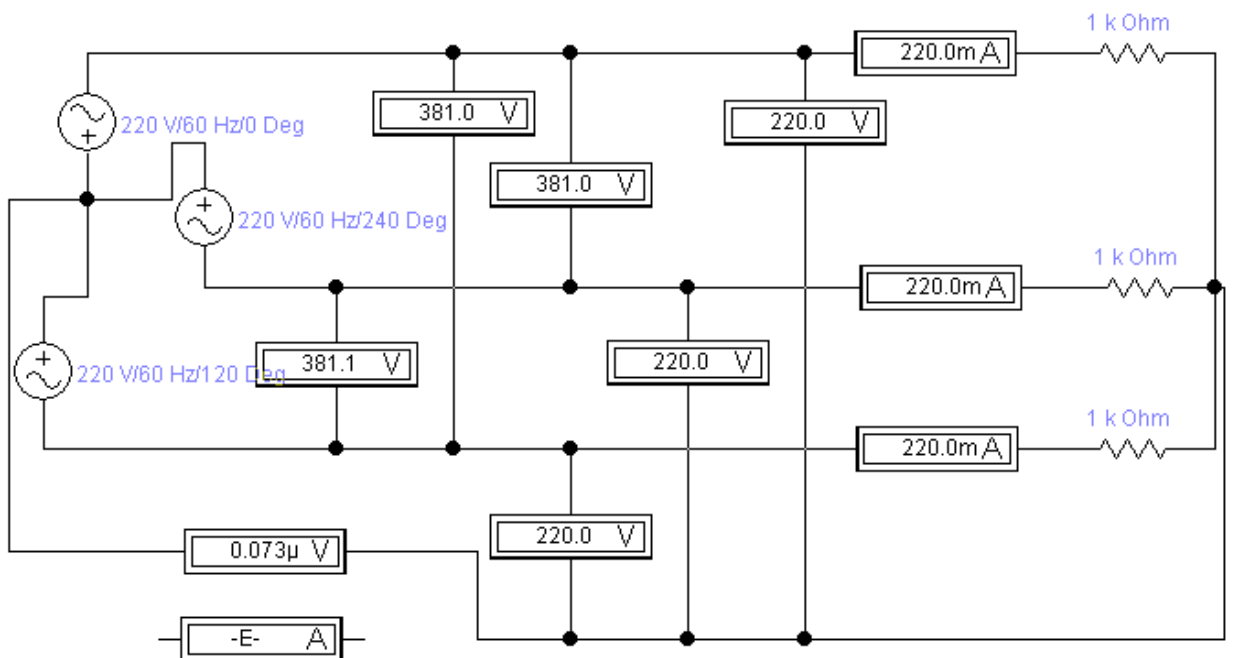 1 k Ohm
220.0m A
381.0 V
220.0 V
220 V/60 Hz/0 Deg
381.0 V
220 V/60 Hz/240 Deg
1 k Ohm
220.0m A
381.1 V
220.0 V
220 V/60 Hz/120 Deg
1 k Ohm
220.0m A
220.0 V
0.073µ V
-E- A